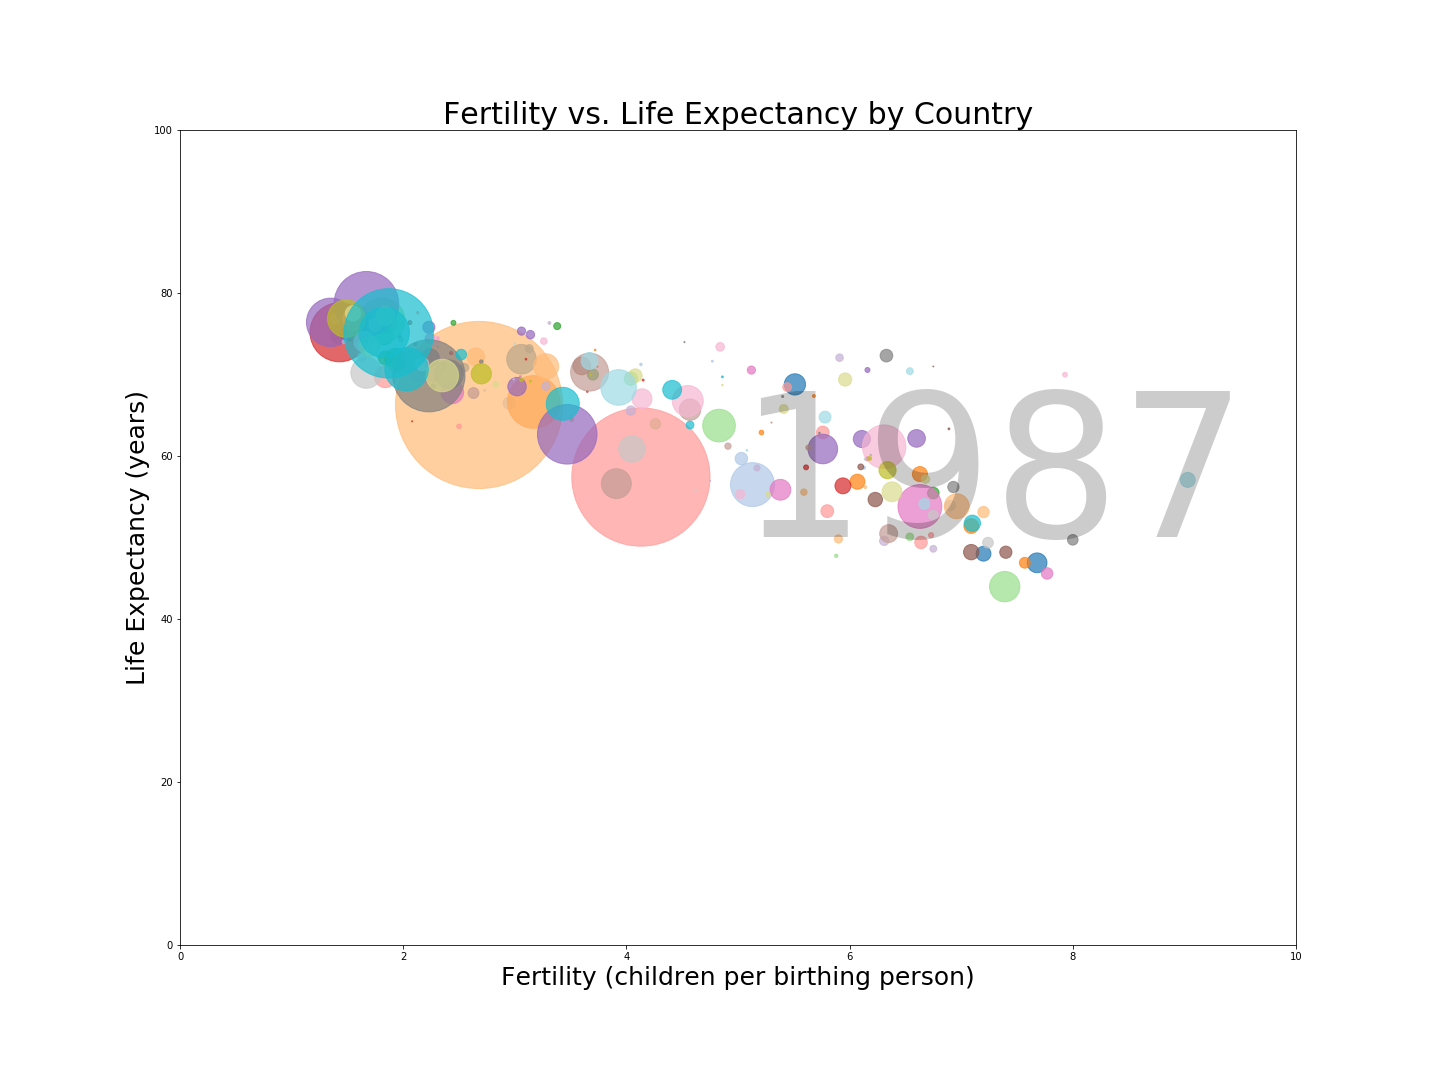 Fertility vs. Life Expectancy by Country
100
80
60
40
20
0
Life Expectancy (years)
1987
0 2 4 6 8 10
Fertility (children per birthing person)